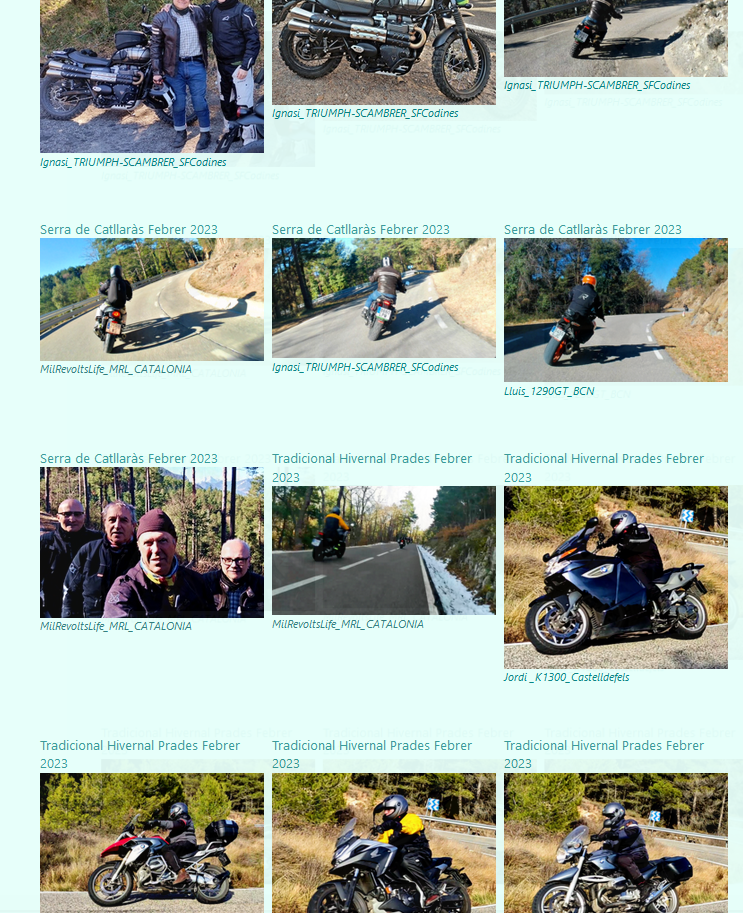 Ignasi_TRIUMPH-SCAMBRER_SFCodines
Ignasi_TRIUMPH-SCAMBRER_SFCodines
Ignasi_TRIUMPH-SCAMBRER_SFCodines
Serra de Catllaràs Febrer 2023
Serra de Catllaràs Febrer 2023
Serra de Catllaràs Febrer 2023
MilRevoltsLife_MRL_CATALONIA
Ignasi_TRIUMPH-SCAMBRER_SFCodines
Lluis_1290GT_BCN
Serra de Catllaràs Febrer 2023
Tradicional Hivernal Prades Febrer
2023
Tradicional Hivernal Prades Febrer
2023
MilRevoltsLife_MRL_CATALONIA
MilRevoltsLife_MRL_CATALONIA
Jordi _K1300_Castelldefels
Tradicional Hivernal Prades Febrer
2023
Tradicional Hivernal Prades Febrer
2023
Tradicional Hivernal Prades Febrer
2023